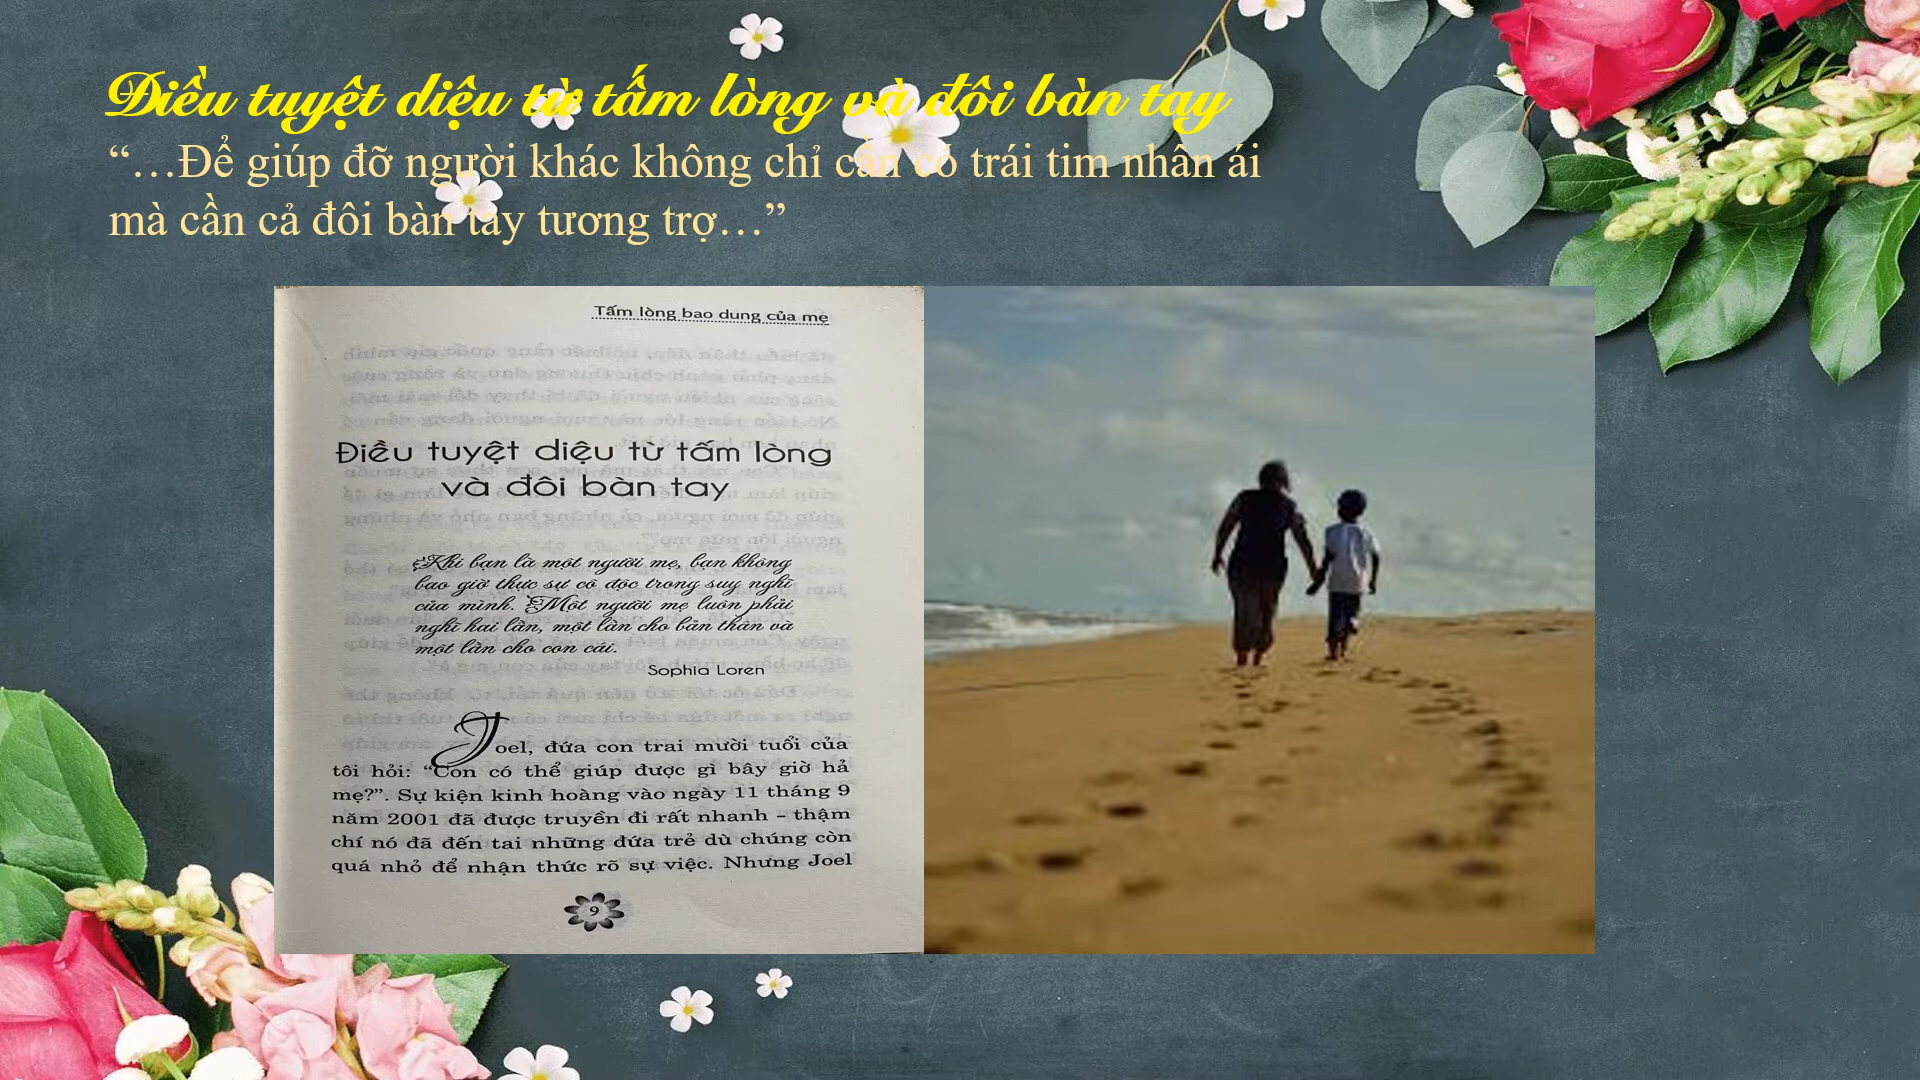 Điều tuyệt diệu từ tấm lòng và đôi bàn tay
“…Để giúp đỡ người khác không chỉ cần có trái tim nhân ái
mà cần cả đôi bàn tay tương trợ…”
Tấm lòng bao dung của mẹ
Điều tuyệt diệu từ tấm lòng
và đôi bàn tay
Khi bạn là một người mẹ, bạn không
bao giờ thực sự cô độc trong suy nghĩ
của mình. Một người mẹ luôn phải
nghĩ hai lần, một lần cho bản thân và
một lần cho con cái.
Sophia Loren
Joel, đứa con trai mười tuổi của
tôi hỏi: “Con có thể giúp được gì bây giờ hả
mẹ?”. Sự kiện kinh hoàng vào ngày 11 tháng 9
năm 2001 đã được truyền đi rất nhanh – thậm
chí nó đã đến tai những đứa trẻ dù chúng còn
quá nhỏ để nhận thức rõ sự việc. Nhưng Joel
9